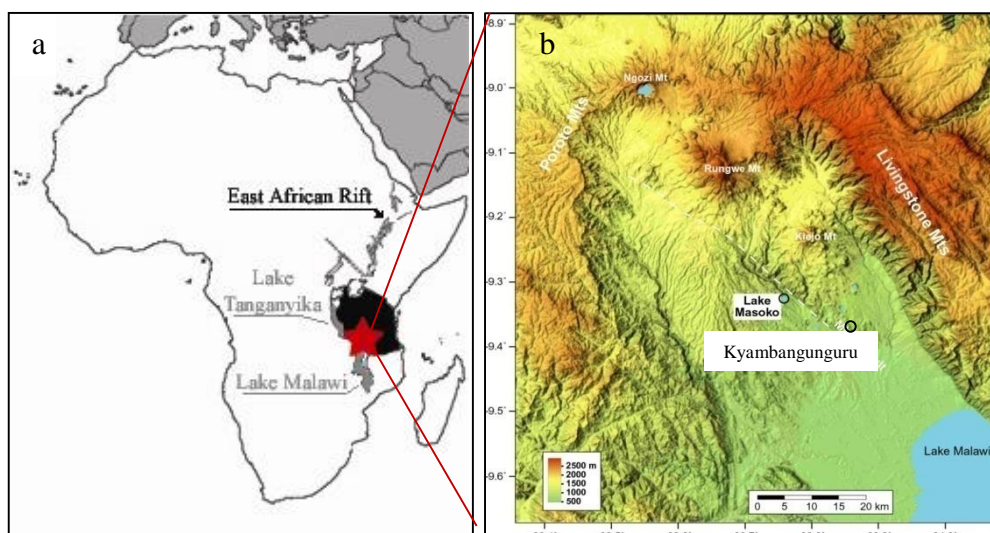 a
East African Rift
Lake
Tanganyika
Lake Malawi
b
-8.9°
-9.0°
-9.1°
-9.2°
-9.3°
-9.4°
-9.5°
-9.6°
Ngozi Mt
Poroto Mts
Rungwe Mt
Livingstone Mts
Kiejo Mt
Lake
Masoko
Kyambangunguru
Lake Malawi
2500 m
2000
1500
1000
500
0 5 10 20 km